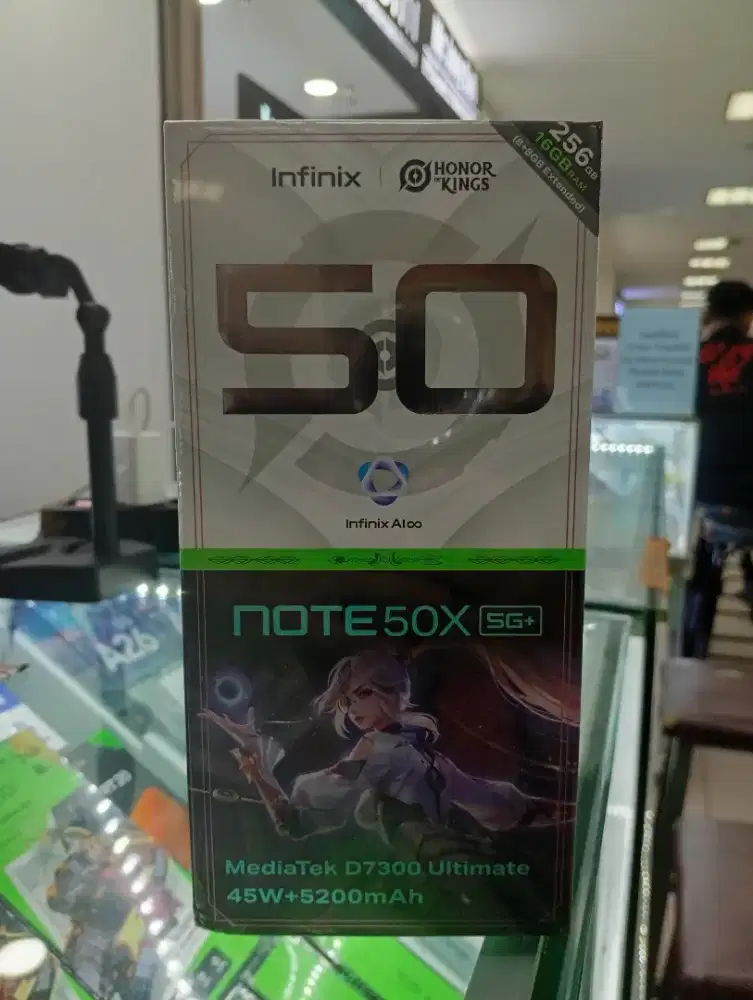 Infinix
HONOR
OF KINGS
256GB
16GB RAM
(8+8GB Extended)
50
Infinix AI∞
NOTE 50X 5G+
MediaTek D7300 Ultimate
45W+5200mAh
A26